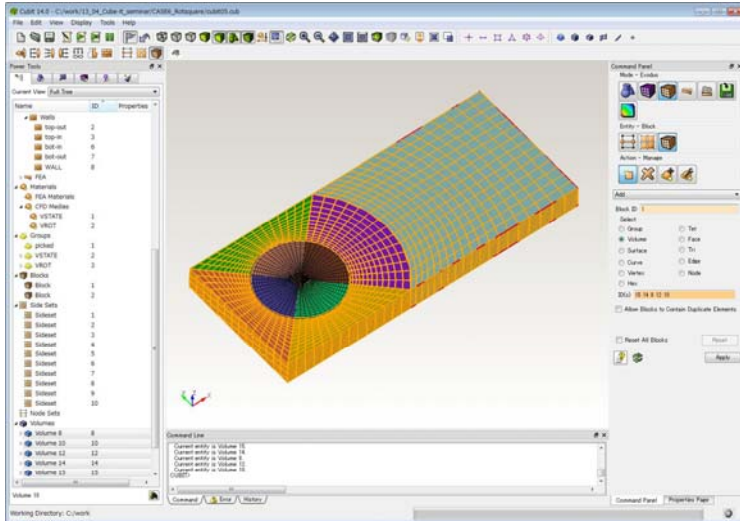 Cubit 14.0 - C:/work/13_04_Cube-it_seminar/CASE6_Rotsquare/cubit05.cub
File Edit View Display Tools Help
Power Tools
Current View Full Tree
Name ID Properties
Walls
top-out 2
top-in 3
bot-in 6
bot-out 7
WALL 8
FEA
Materials
FEA Materials
CFD Medias
VSTATE 1
VROT 2
Groups
picked 1
VSTATE 2
VROT 3
Blocks
Block 1
Block 2
Side Sets
Sideset 1
Sideset 2
Sideset 3
Sideset 4
Sideset 5
Sideset 6
Sideset 7
Sideset 8
Sideset 9
Sideset 10
Node Sets
Volumes
Volume 8 8
Volume 10 10
Volume 12 12
Volume 14 14
Volume 15 15
Volume 15
Working Directory: C:/work
Command Line
Current entity is Volume 15.
Current entity is Volume 14.
Current entity is Volume
Current entity is Volume 12.
Current entity is Volume
CUBIT>
Command Error History
Command Panel
Mode - Exodus
Entity - Block
Action - Manage
Add
Block ID
Select
Group Tet
Volume Face
Surface Tri
Curve Edge
Vertex Node
Hex
ID(s)
Allow Blocks to Contain Duplicate Elements
Reset All Blocks Reset
Apply
Command Panel Properties Page